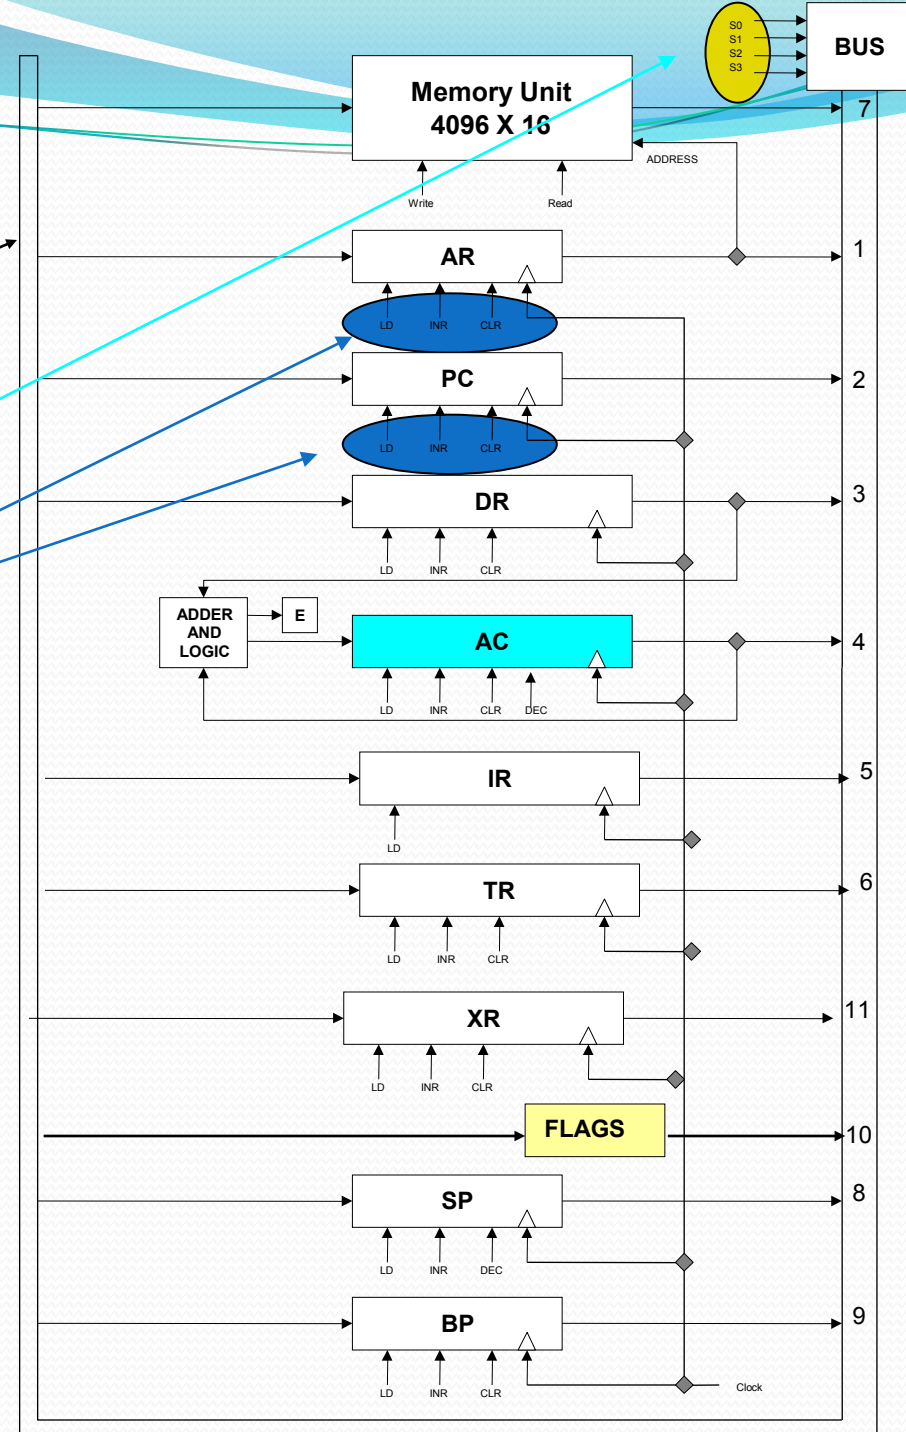 S0
S1
S2
S3
BUS
Memory Unit
4096 X 16
7
ADDRESS
Write
Read
AR
1
LD
INR
CLR
PC
2
LD
INR
CLR
DR
3
LD
INR
CLR
ADDER
AND
LOGIC
E
AC
4
LD
INR
CLR
DEC
IR
5
LD
TR
6
LD
INR
CLR
XR
11
LD
INR
CLR
FLAGS
10
SP
8
LD
INR
DEC
BP
9
LD
INR
CLR
Clock